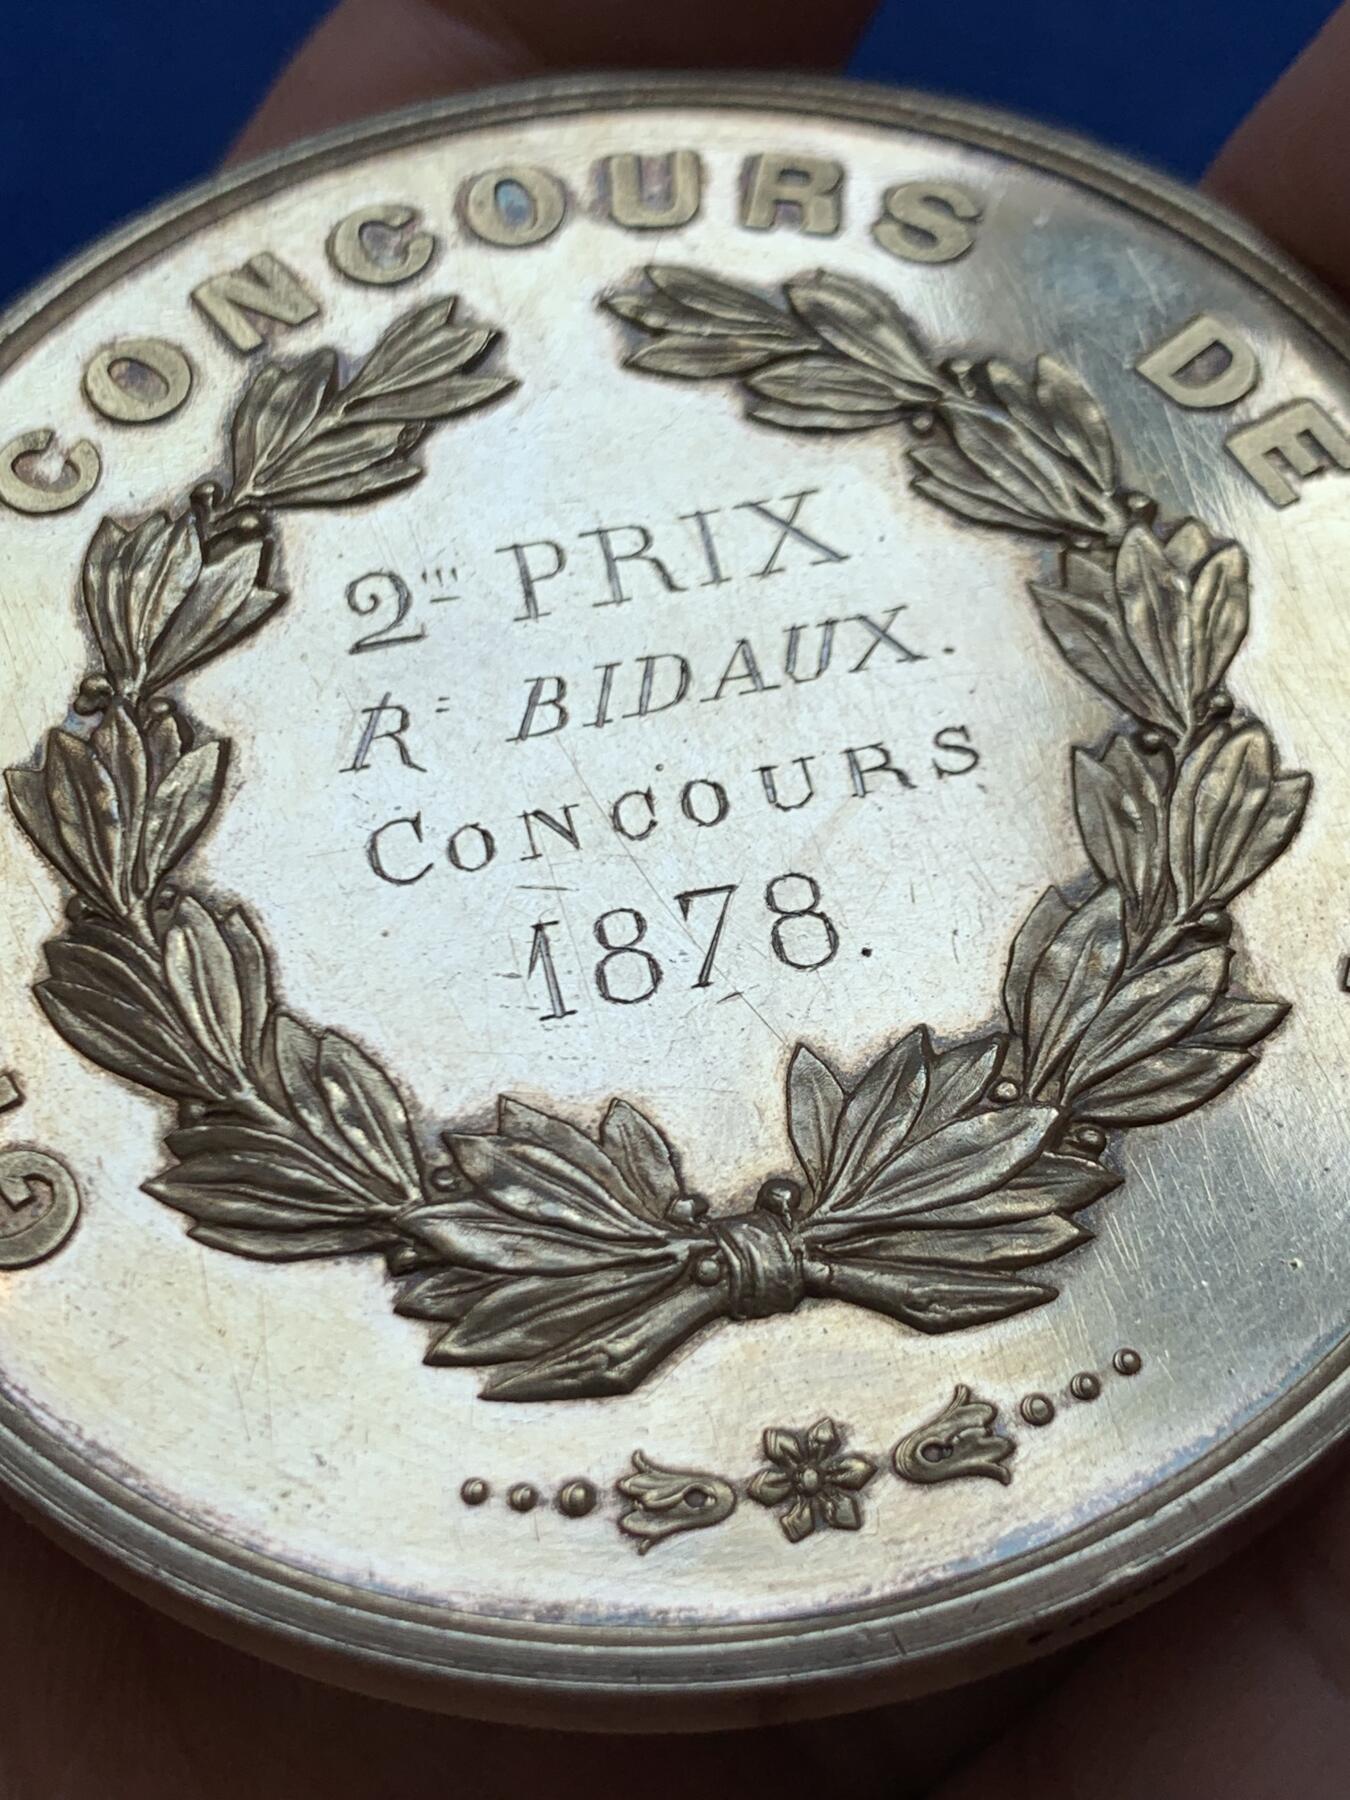 CONCOURS DE
2me PRIX
R= BIDAUX.
CONCOURS
1878.